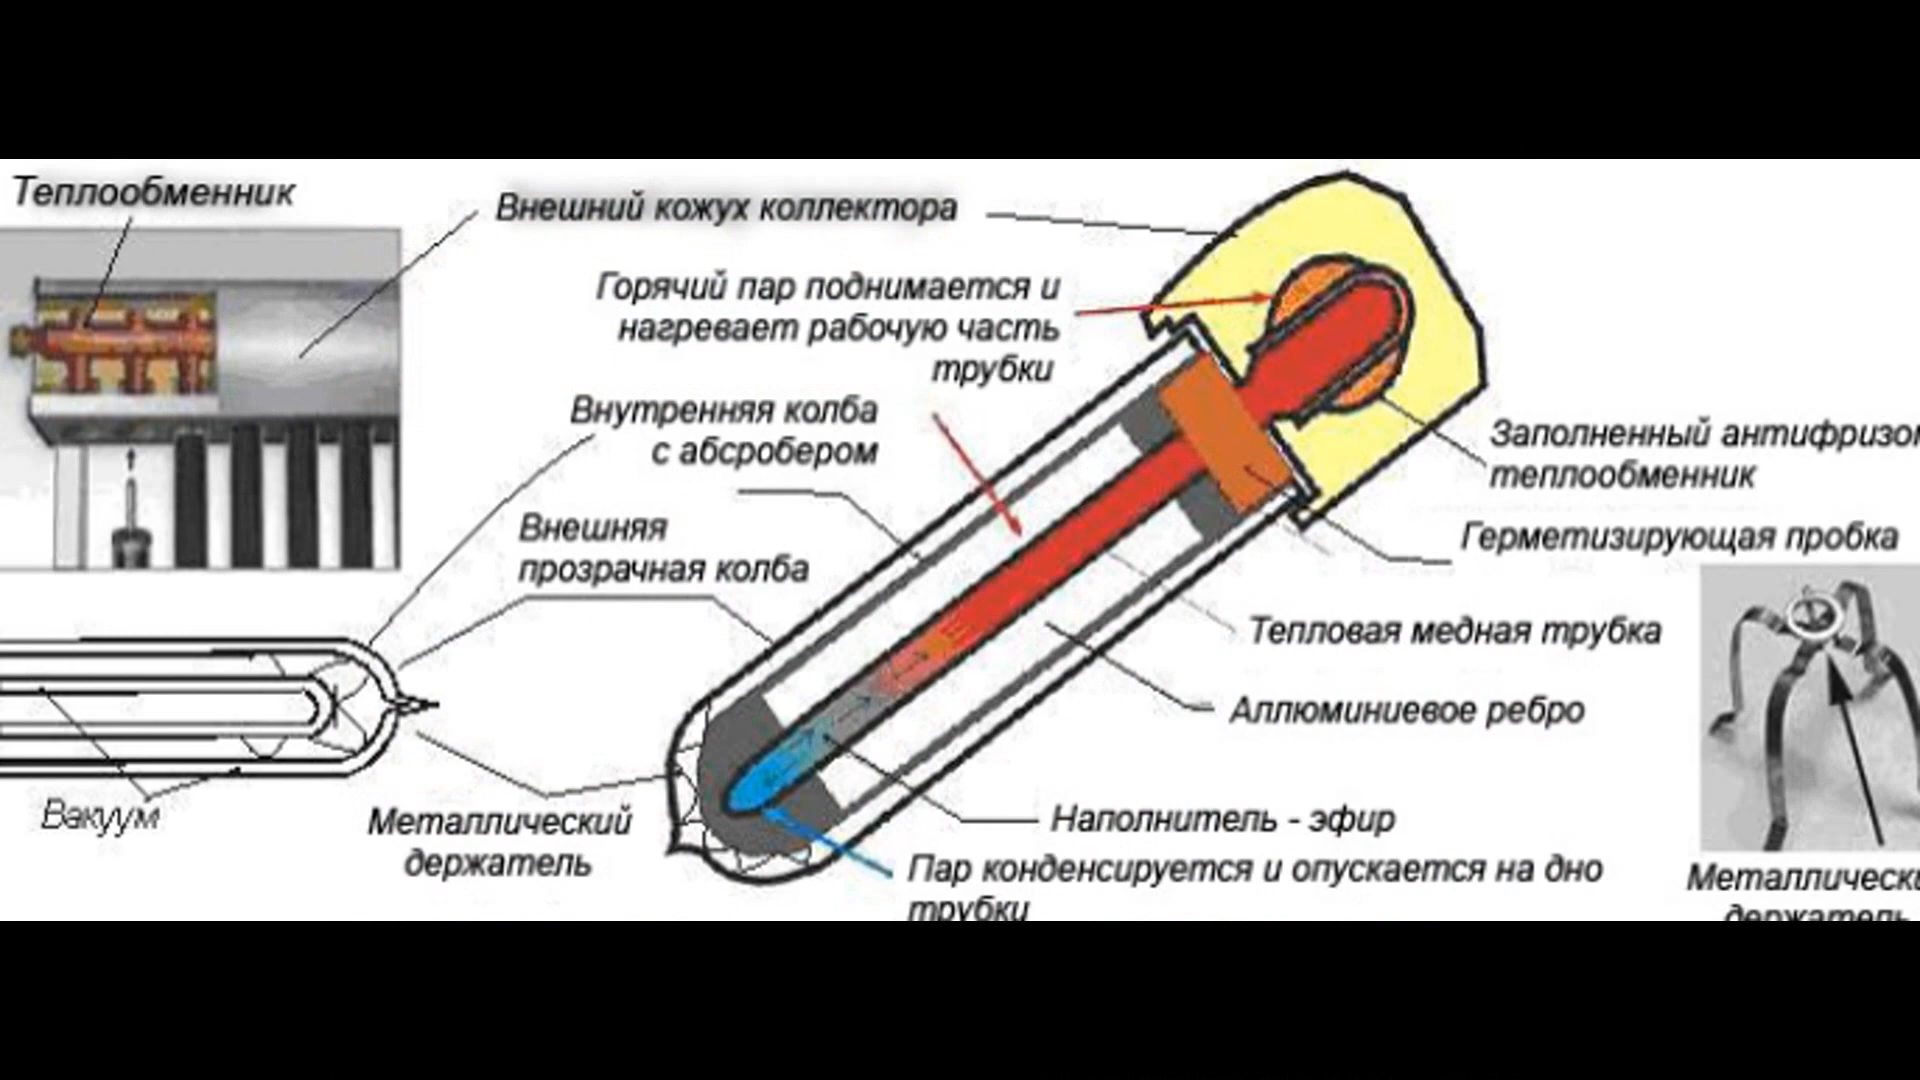 Теплообменник
Внешний кожух коллектора
Горячий пар поднимается и
нагревает рабочую часть
трубки
Внутренняя колба
с абсробером
Внешняя
прозрачная колба
Заполненный антифризом
теплообменник
Герметизирующая пробка
Тепловая медная трубка
Аллюминиевое ребро
Вакуум
Металлический
держатель
Наполнитель - эфир
Пар конденсируется и опускается на дно
трубки
Металлически
держатель